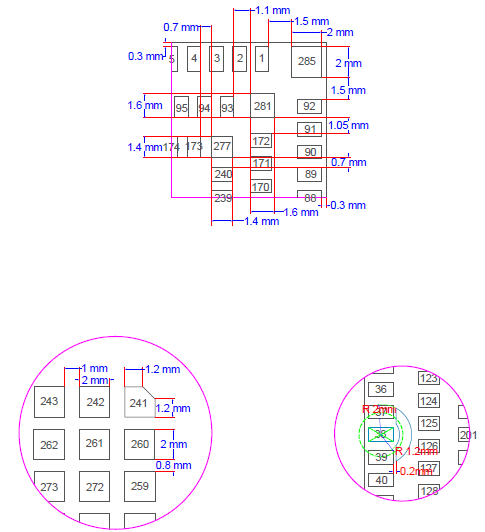 1.1 mm
0.7 mm
1.5 mm
2 mm
0.3 mm
5 4 3 2 1 285
2 mm
1.5 mm
1.6 mm
95 94 93 281 92
91
1.05 mm
1.4 mm
174 173 277 172
90
171
0.7 mm
240 89
170
239 88
0.3 mm
1.6 mm
1.4 mm
1 mm
1.2 mm
2 mm
243 242 241
1.2 mm
262 261 260
2 mm
0.8 mm
273 272 259
123
36
124
R 2mm
37
125
38
201
126
39
R 1.2mm
127
0.2mm
40
128